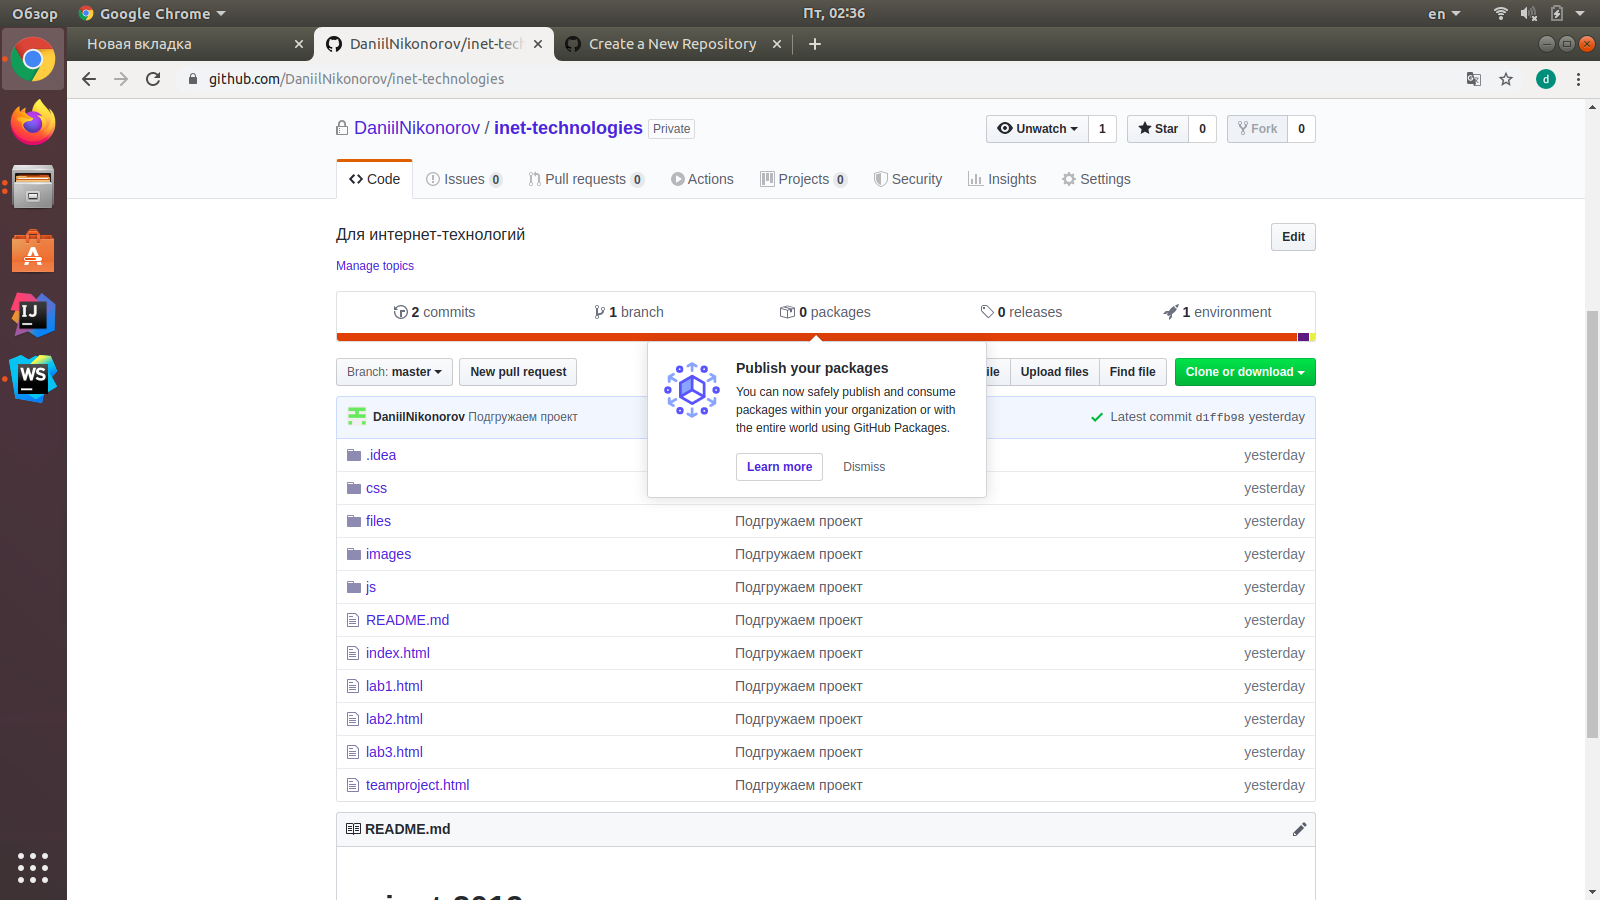 Обзор Google Chrome Пт, 02:36 en
Новая вкладка DaniilNikonorov/inet-tech Create a New Repository
github.com/DaniilNikonorov/inet-technologies d
DaniilNikonorov / inet-technologies Private Unwatch 1 Star 0 Fork 0
Code Issues 0 Pull requests 0 Actions Projects 0 Security Insights Settings
Для интернет-технологий Edit
Manage topics
2 commits 1 branch 0 packages 0 releases 1 environment
Branch: master New pull request ile Upload files Find file Clone or download
Publish your packages
You can now safely publish and consume
packages within your organization or with
the entire world using GitHub Packages.
Learn more Dismiss
DaniilNikonorov Подгружаем проект Latest commit d1ffb98 yesterday
.idea yesterday
css yesterday
files Подгружаем проект yesterday
images Подгружаем проект yesterday
js Подгружаем проект yesterday
README.md Подгружаем проект yesterday
index.html Подгружаем проект yesterday
lab1.html Подгружаем проект yesterday
lab2.html Подгружаем проект yesterday
lab3.html Подгружаем проект yesterday
teamproject.html Подгружаем проект yesterday
README.md
IJ
WS